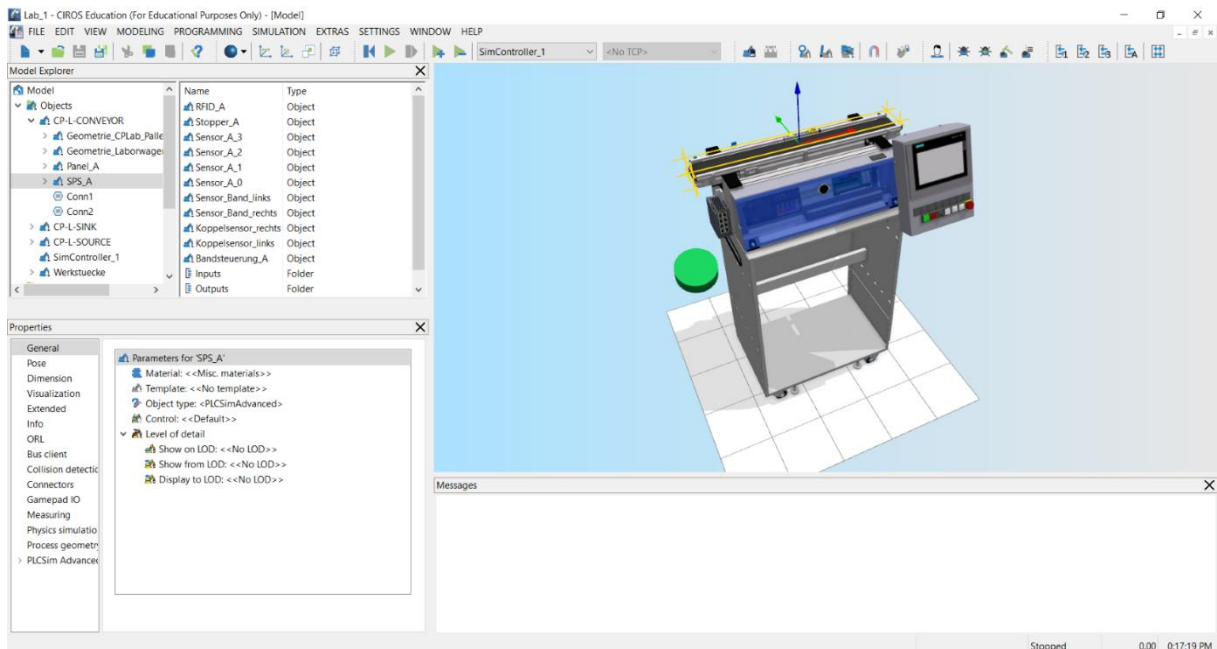 Lab_1 - CIROS Education (For Educational Purposes Only) - [Model]
FILE EDIT VIEW MODELING PROGRAMMING SIMULATION EXTRAS SETTINGS WINDOW HELP
SimController_1
<No TCP>
Model Explorer
Model
Objects
CP-L-CONVEYOR
Geometrie_CPLab_Palle
Geometrie_Laborwage
Panel_A
SPS_A
Conn1
Conn2
CP-L-SINK
CP-L-SOURCE
SimController_1
Werkstuecke
Name Type
RFID_A Object
Stopper_A Object
Sensor_A_3 Object
Sensor_A_2 Object
Sensor_A_1 Object
Sensor_A_0 Object
Sensor_Band_links Object
Sensor_Band_rechts Object
Koppelsensor_rechts Object
Koppelsensor_links Object
Bandsteuerung_A Object
Inputs Folder
Outputs Folder
Properties
General
Pose
Dimension
Visualization
Extended
Info
ORL
Bus client
Collision detectic
Connectors
Gamepad IO
Measuring
Physics simulatio
Process geometry
PLCSim Advanced
Parameters for 'SPS_A'
Material: <<Misc. materials>>
Template: <<No template>>
Object type: <PLCSimAdvanced>
Control: <<Default>>
Level of detail
Show on LOD: <<No LOD>>
Show from LOD: <<No LOD>>
Display to LOD: <<No LOD>>
Messages
Stopped 0.00 0:17:19 PM